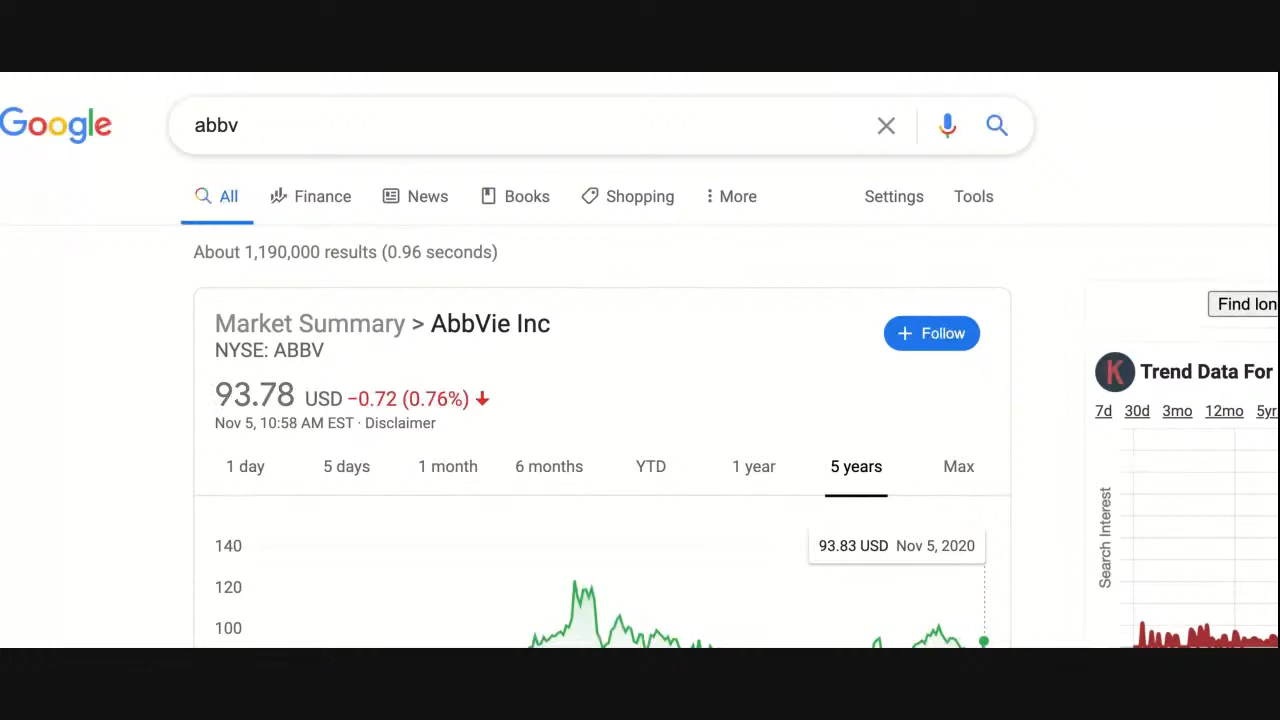 Google
abbv
All Finance News Books Shopping More Settings Tools
About 1,190,000 results (0.96 seconds)
Market Summary > AbbVie Inc
NYSE: ABBV
+ Follow
93.78 USD −0.72 (0.76%)
Nov 5, 10:58 AM EST · Disclaimer
1 day 5 days 1 month 6 months YTD 1 year 5 years Max
93.83 USD Nov 5, 2020
140
120
100
Find lon
K Trend Data For
7d 30d 3mo 12mo 5yr
Search Interest